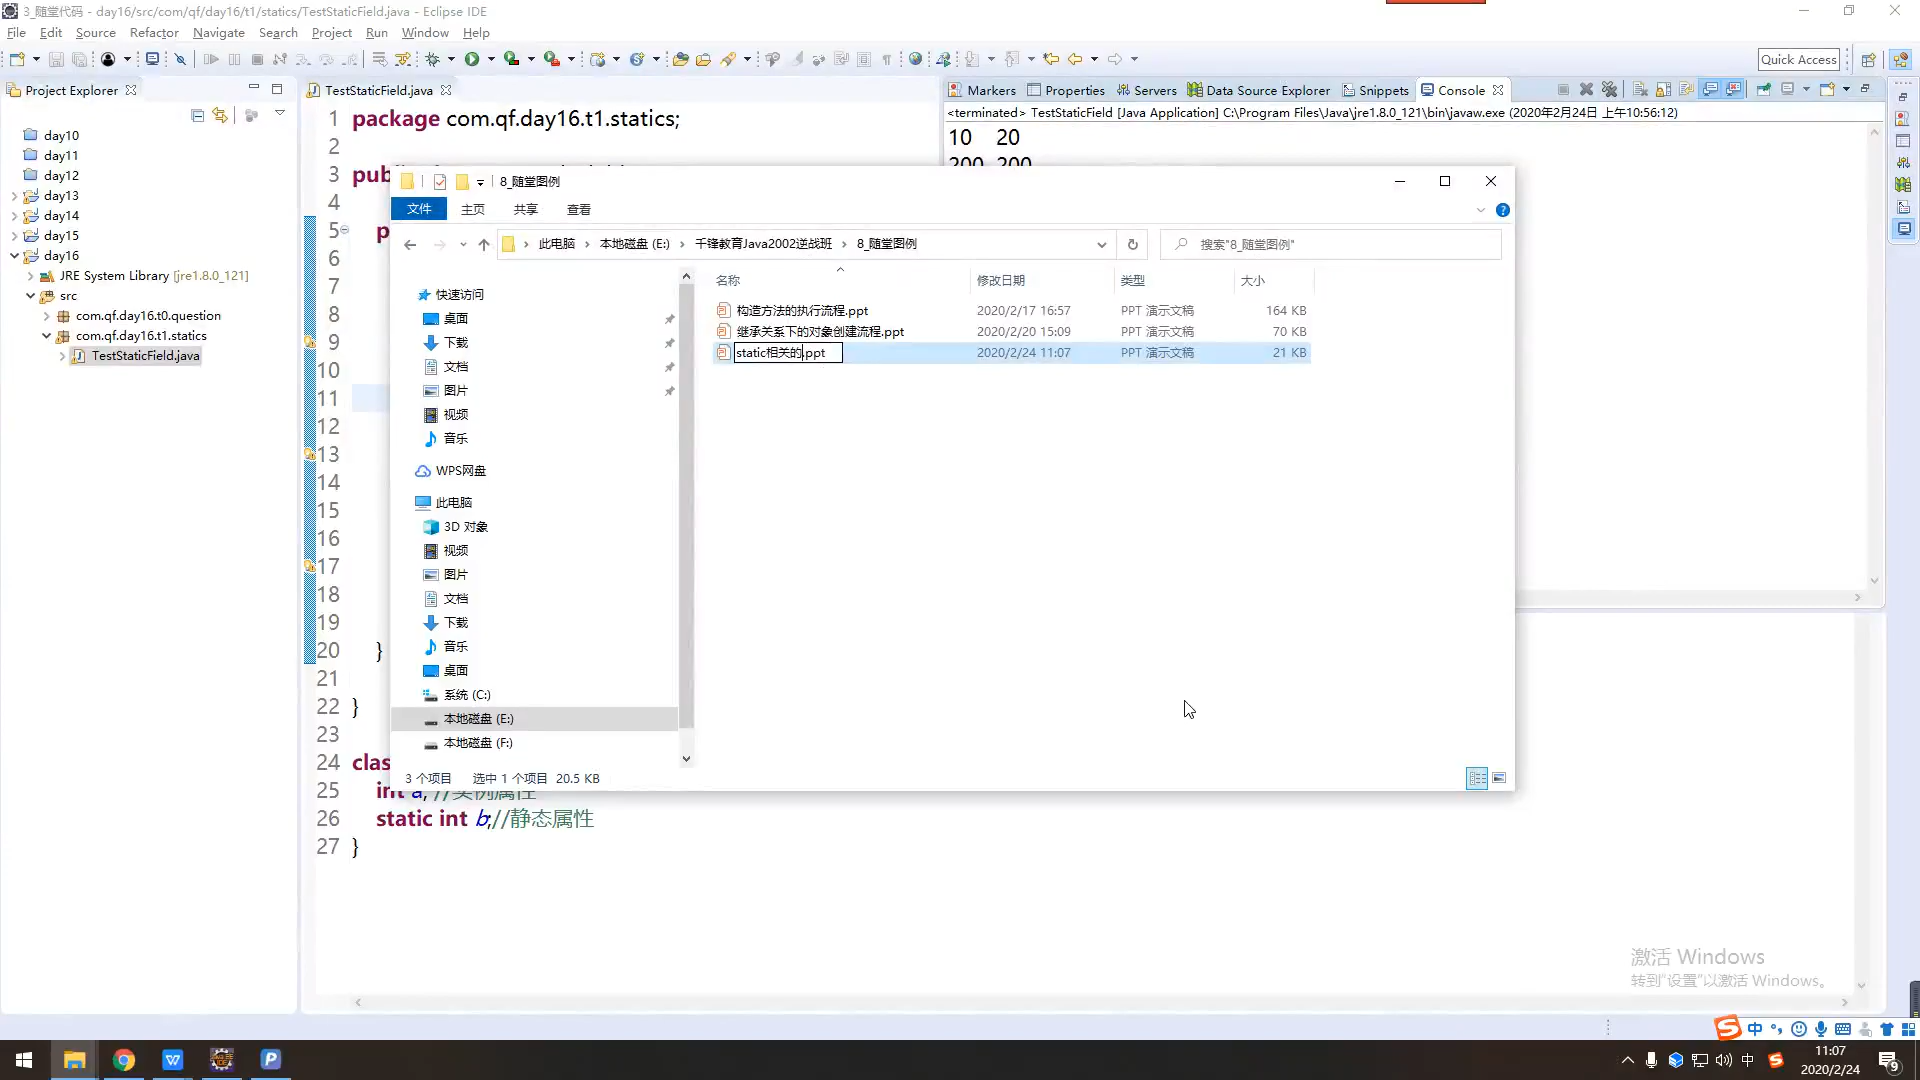 3_随堂代码 - day16/src/com/qf/day16/t1/statics/TestStaticField.java - Eclipse IDE
File Edit Source Refactor Navigate Search Project Run Window Help
Quick Access
Project Explorer
day10
day11
day12
day13
day14
day15
day16
JRE System Library [jre1.8.0_121]
src
com.qf.day16.t0.question
com.qf.day16.t1.statics
TestStaticField.java
TestStaticField.java
1 package com.qf.day16.t1.statics;
2
3 pub
4
5 p
6
7
8
9
10
11
12
13
14
15
16
17
18
19
20 }
21
22 }
23
24 clas
25 int a; //实例属性
26 static int b;//静态属性
27 }
Markers Properties Servers Data Source Explorer Snippets Console
<terminated> TestStaticField [Java Application] C:\Program Files\Java\jre1.8.0_121\bin\javaw.exe (2020年2月24日 上午10:56:12)
10 20
200 200
8_随堂图例
文件 主页 共享 查看
此电脑 本地磁盘 (E:) 千锋教育Java2002逆战班 8_随堂图例
搜索"8_随堂图例"
快速访问
桌面
下载
文档
图片
视频
音乐
WPS网盘
此电脑
3D 对象
视频
图片
文档
下载
音乐
桌面
系统 (C:)
本地磁盘 (E:)
本地磁盘 (F:)
名称 修改日期 类型 大小
构造方法的执行流程.ppt 2020/2/17 16:57 PPT 演示文稿 164 KB
继承关系下的对象创建流程.ppt 2020/2/20 15:09 PPT 演示文稿 70 KB
static相关的.ppt 2020/2/24 11:07 PPT 演示文稿 21 KB
3 个项目 选中 1 个项目 20.5 KB
激活 Windows
转到"设置"以激活 Windows。
中
中
11:07
2020/2/24
9